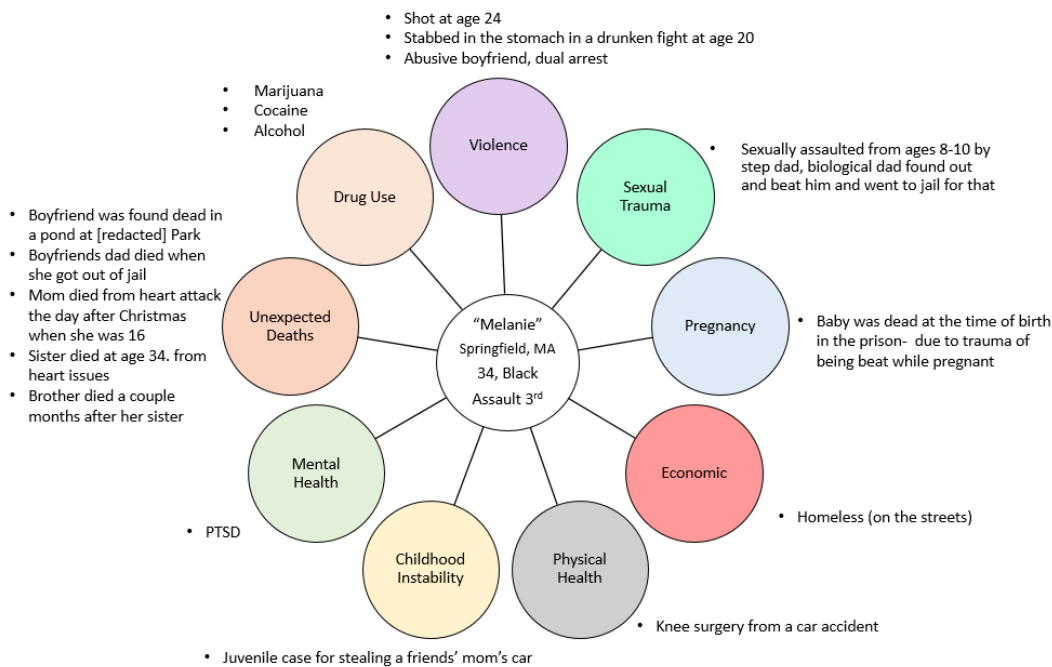 • Shot at age 24
• Stabbed in the stomach in a drunken fight at age 20
• Abusive boyfriend, dual arrest
Violence
• Marijuana
• Cocaine
• Alcohol
Drug Use
• Sexually assaulted from ages 8-10 by
step dad, biological dad found out
and beat him and went to jail for that
Sexual
Trauma
• Boyfriend was found dead in
a pond at [redacted] Park
• Boyfriends dad died when
she got out of jail
• Mom died from heart attack
the day after Christmas
when she was 16
• Sister died at age 34. from
heart issues
• Brother died a couple
months after her sister
Unexpected
Deaths
“Melanie”
Springfield, MA
34, Black
Assault 3rd
Pregnancy
• Baby was dead at the time of birth
in the prison- due to trauma of
being beat while pregnant
Mental
Health
• PTSD
Economic
• Homeless (on the streets)
Childhood
Instability
• Juvenile case for stealing a friends’ mom’s car
Physical
Health
• Knee surgery from a car accident